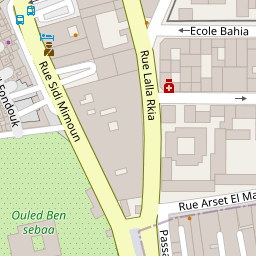 Ecole Bahia
Rue Lalla Rkia
Rue Sidi Mimoun
Fondouk
Rue Arset El Ma
Ouled Ben
sebaa
Passa